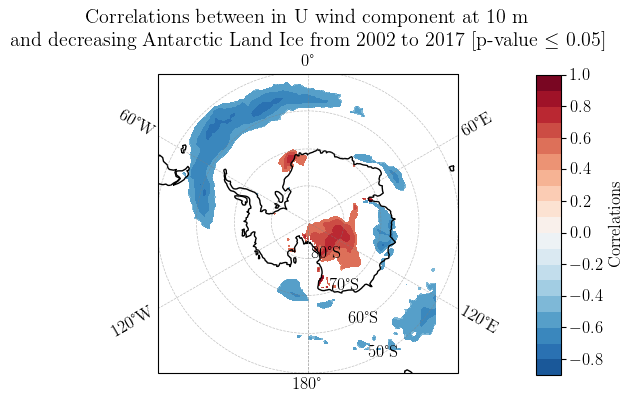 Correlations between in U wind component at 10 m
and decreasing Antarctic Land Ice from 2002 to 2017 [p-value ≤ 0.05]
0°
60°W
60°E
80°S
70°S
60°S
50°S
120°W
120°E
180°
1.0
0.8
0.6
0.4
0.2
0.0
−0.2
−0.4
−0.6
−0.8
Correlations